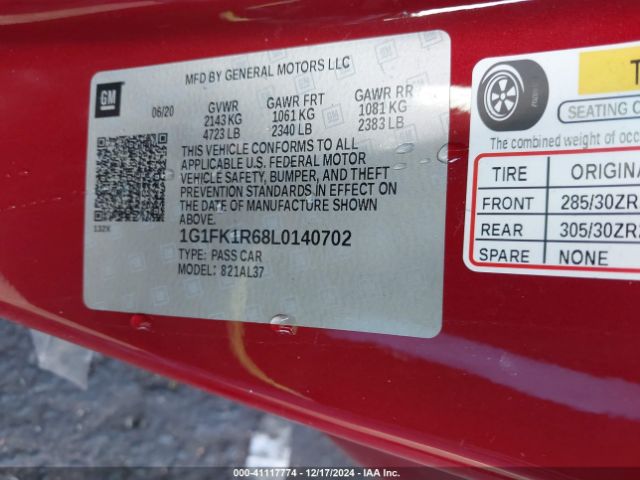 MFD BY GENERAL MOTORS LLC
GM
06/20
GVWR GAWR FRT GAWR RR
2143 KG 1061 KG 1081 KG
4723 LB 2340 LB 2383 LB
THIS VEHICLE CONFORMS TO ALL
APPLICABLE U.S. FEDERAL MOTOR
VEHICLE SAFETY, BUMPER, AND THEFT
PREVENTION STANDARDS IN EFFECT ON
THE DATE OF MANUFACTURE SHOWN
ABOVE.
132X
1G1FK1R68L0140702
TYPE: PASS CAR
MODEL: 821AL37
SEATING
The combined weight of
TIRE
FRONT 285/30ZR
REAR 305/30ZR
SPARE NONE
00-41117774 - 12/17/2024 - IAA Inc.